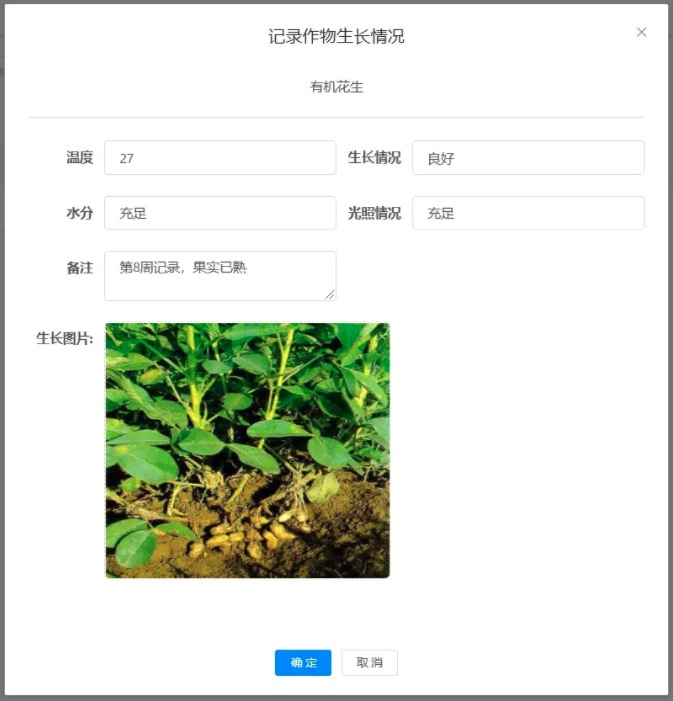 记录作物生长情况
有机花生
温度 27 生长情况 良好
水分 充足 光照情况 充足
备注 第8周记录，果实已熟
生长图片:
确定 取消